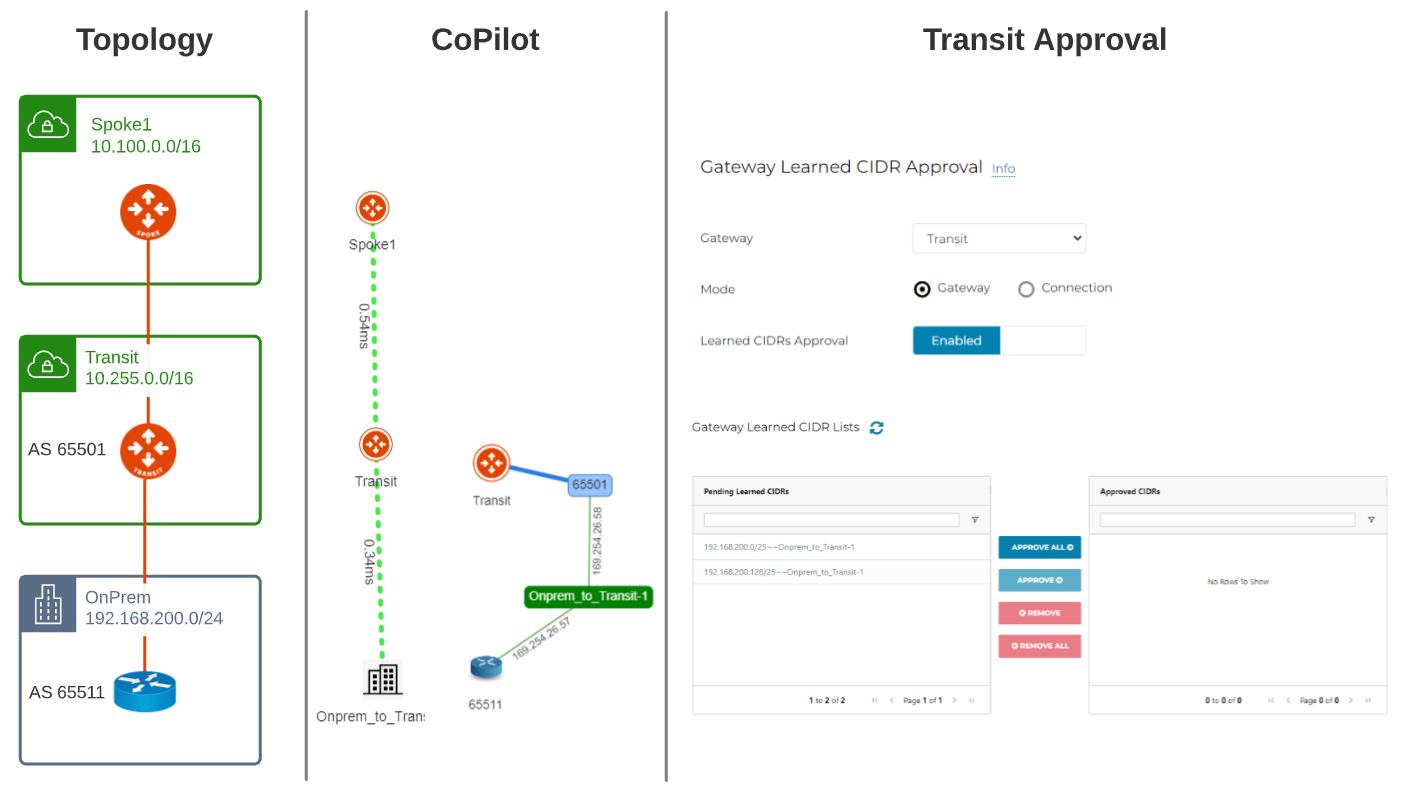 Topology
Spoke1
10.100.0.0/16
SPOKE
Transit
10.255.0.0/16
AS 65501
TRANSIT
OnPrem
192.168.200.0/24
AS 65511
CoPilot
Spoke1
0.54ms
Transit
0.34ms
Onprem_to_Tran
Transit
65501
169.254.26.58
Onprem_to_Transit-1
169.254.26.57
65511
Transit Approval
Gateway Learned CIDR Approval Info
Gateway Transit
Mode Gateway Connection
Learned CIDRs Approval Enabled
Gateway Learned CIDR Lists
Pending Learned CIDRs
192.168.200.0/25~~Onprem_to_Transit-1
192.168.200.128/25~~Onprem_to_Transit-1
1 to 2 of 2 Page 1 of 1
APPROVE ALL
APPROVE
REMOVE
REMOVE ALL
Approved CIDRs
No Rows To Show
0 to 0 of 0 Page 0 of 0